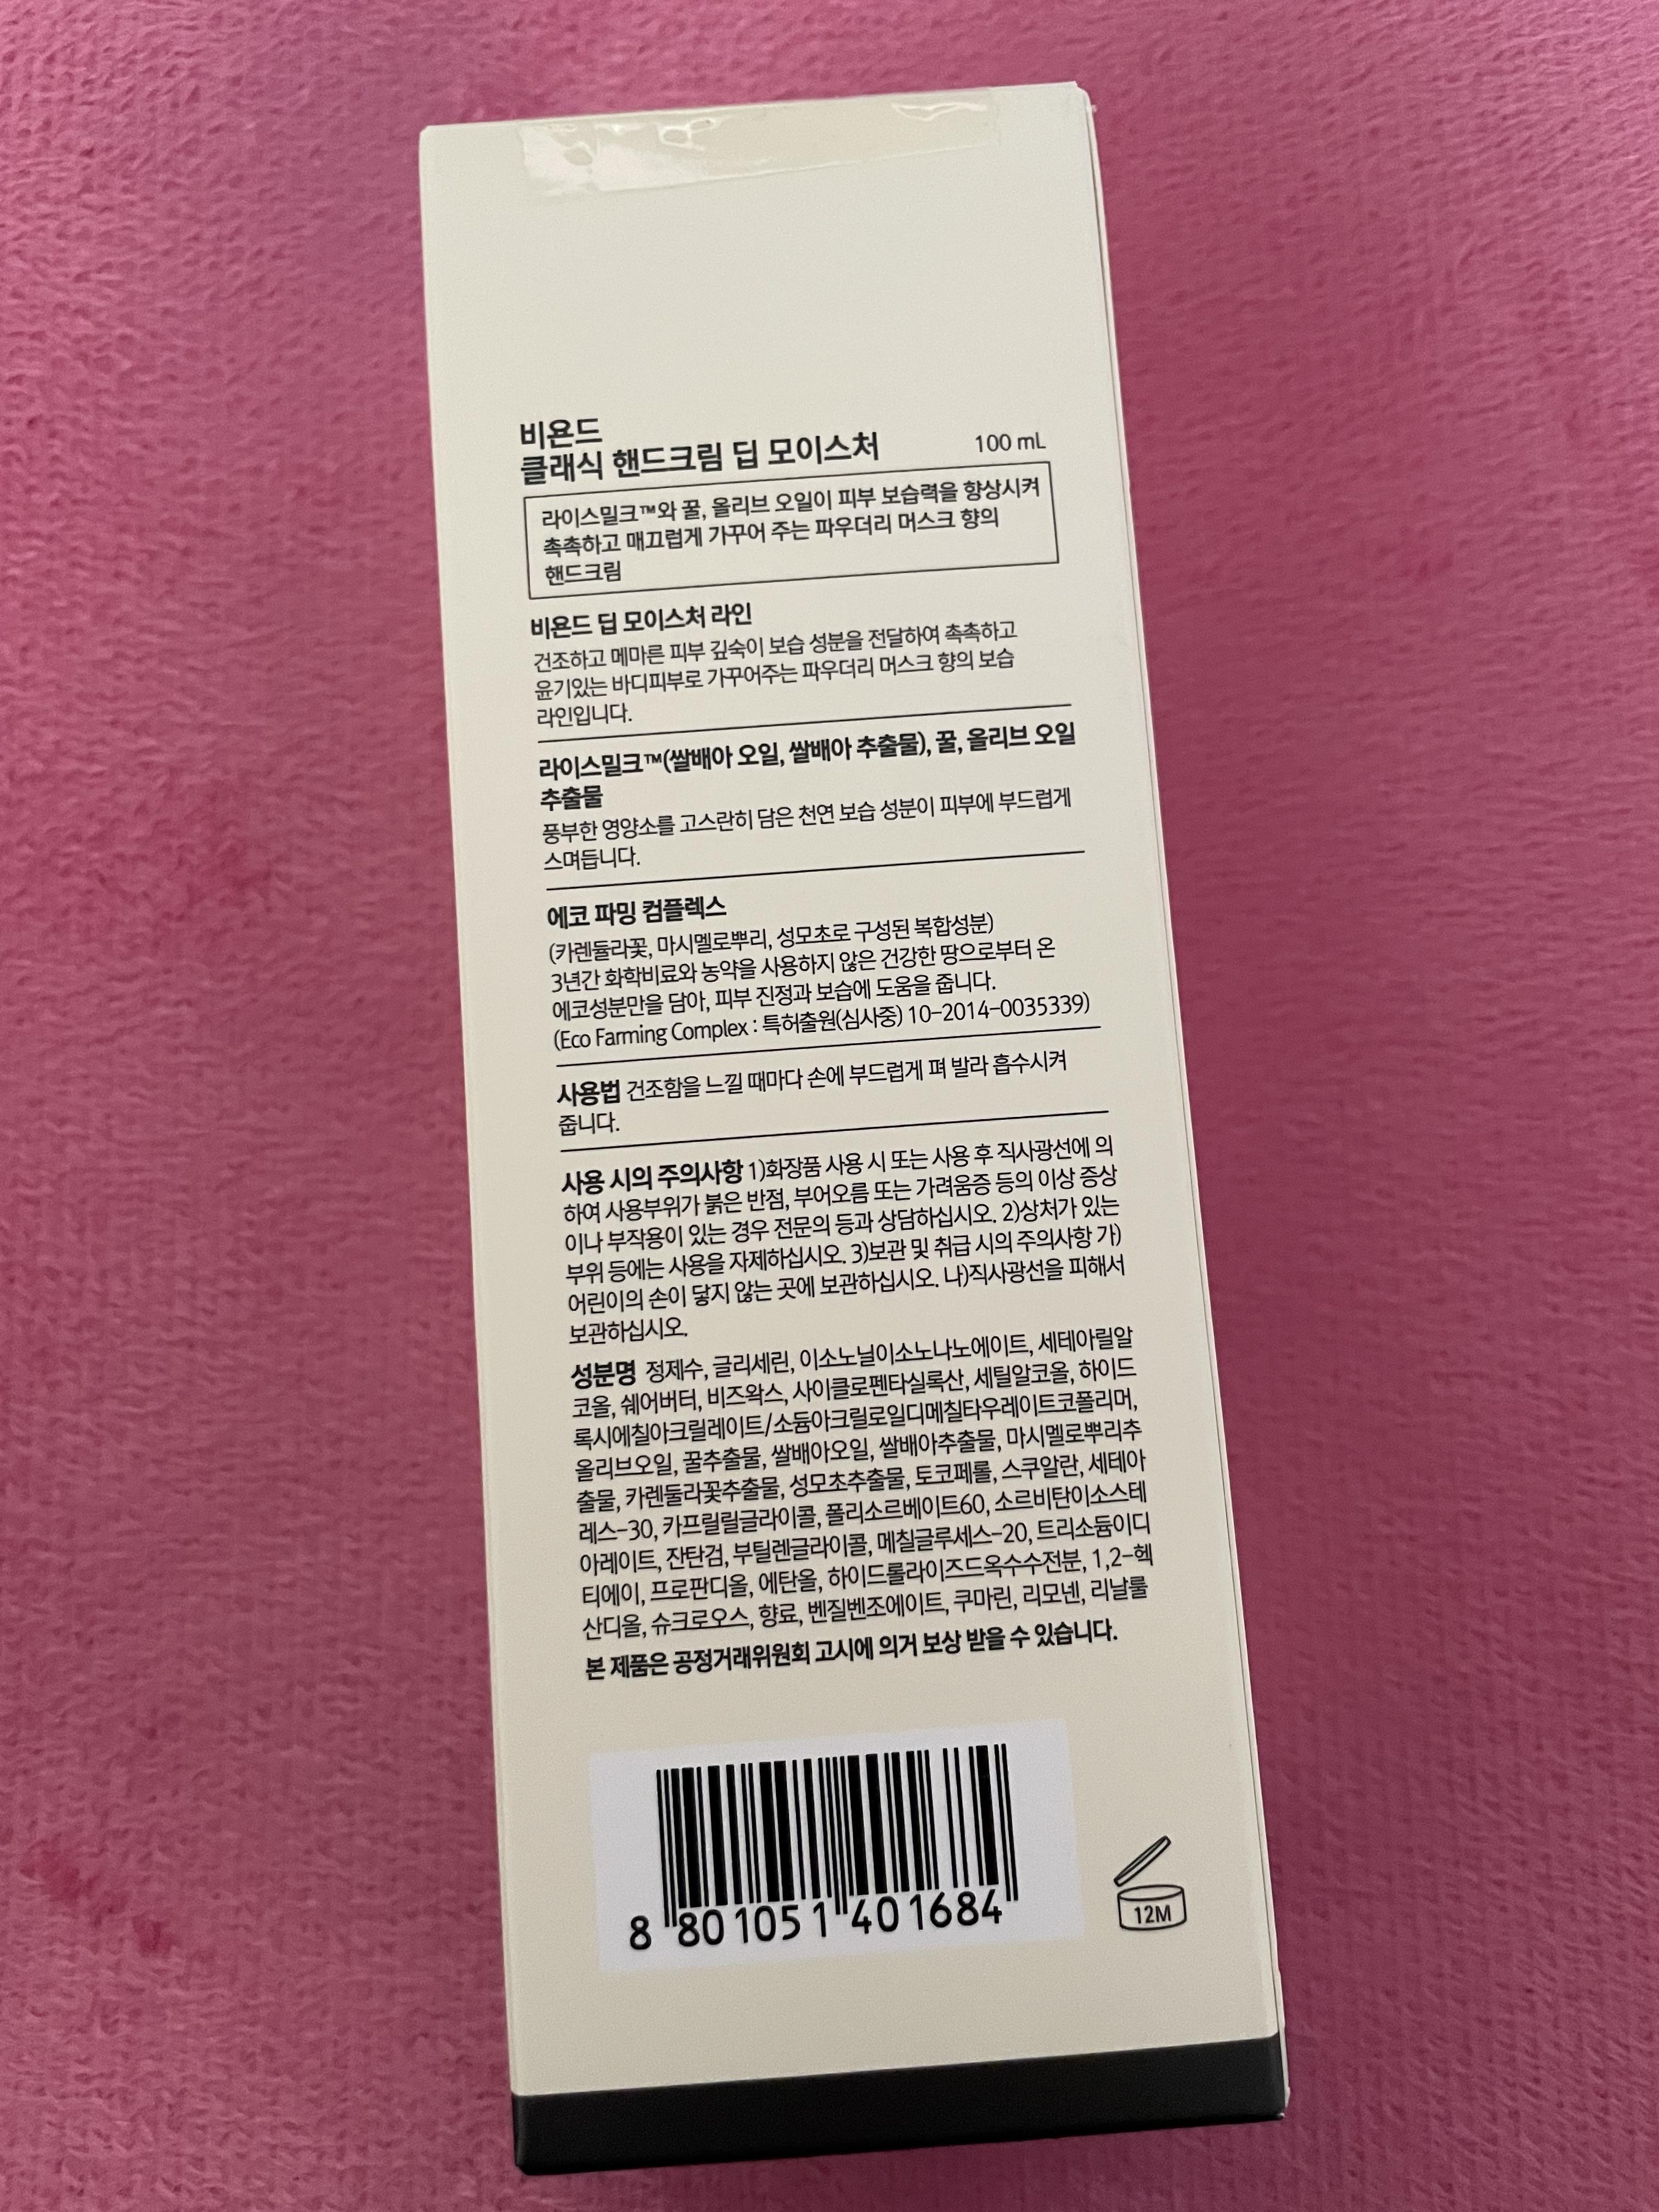 비욘드
클래식 핸드크림 딥 모이스처 100 mL
라이스밀크™와 꿀, 올리브 오일이 피부 보습력을 향상시켜
촉촉하고 매끄럽게 가꾸어 주는 파우더리 머스크 향의
핸드크림
비욘드 딥 모이스처 라인
건조하고 메마른 피부 깊숙이 보습 성분을 전달하여 촉촉하고
윤기있는 바디피부로 가꾸어주는 파우더리 머스크 향의 보습
라인입니다.
라이스밀크™(쌀배아 오일, 쌀배아 추출물), 꿀, 올리브 오일
추출물
풍부한 영양소를 고스란히 담은 천연 보습 성분이 피부에 부드럽게
스며듭니다.
에코 파밍 컴플렉스
(카렌듈라꽃, 마시멜로뿌리, 성모초로 구성된 복합성분)
3년간 화학비료와 농약을 사용하지 않은 건강한 땅으로부터 온
에코성분만을 담아, 피부 진정과 보습에 도움을 줍니다.
(Eco Farming Complex : 특허출원(심사중) 10-2014-0035339)
사용법 건조함을 느낄 때마다 손에 부드럽게 펴 발라 흡수시켜
줍니다.
사용 시의 주의사항 1)화장품 사용 시 또는 사용 후 직사광선에 의
하여 사용부위가 붉은 반점, 부어오름 또는 가려움증 등의 이상 증상
이나 부작용이 있는 경우 전문의 등과 상담하십시오. 2)상처가 있는
부위 등에는 사용을 자제하십시오. 3)보관 및 취급 시의 주의사항 가)
어린이의 손이 닿지 않는 곳에 보관하십시오. 나)직사광선을 피해서
보관하십시오.
성분명 정제수, 글리세린, 이소노닐이소노나노에이트, 세테아릴알
코올, 쉐어버터, 비즈왁스, 사이클로펜타실록산, 세틸알코올, 하이드
록시에칠아크릴레이트/소듐아크릴로일디메칠타우레이트코폴리머,
올리브오일, 꿀추출물, 쌀배아오일, 쌀배아추출물, 마시멜로뿌리추
출물, 카렌둘라꽃추출물, 성모초추출물, 토코페롤, 스쿠알란, 세테아
레스-30, 카프릴릴글라이콜, 폴리소르베이트60, 소르비탄이소스테
아레이트, 잔탄검, 부틸렌글라이콜, 메칠글루세스-20, 트리소듐이디
티에이, 프로판디올, 에탄올, 하이드롤라이즈드옥수수전분, 1,2-헥
산디올, 슈크로오스, 향료, 벤질벤조에이트, 쿠마린, 리모넨, 리날룰
본 제품은 공정거래위원회 고시에 의거 보상 받을 수 있습니다.
8 801051 401684
12M